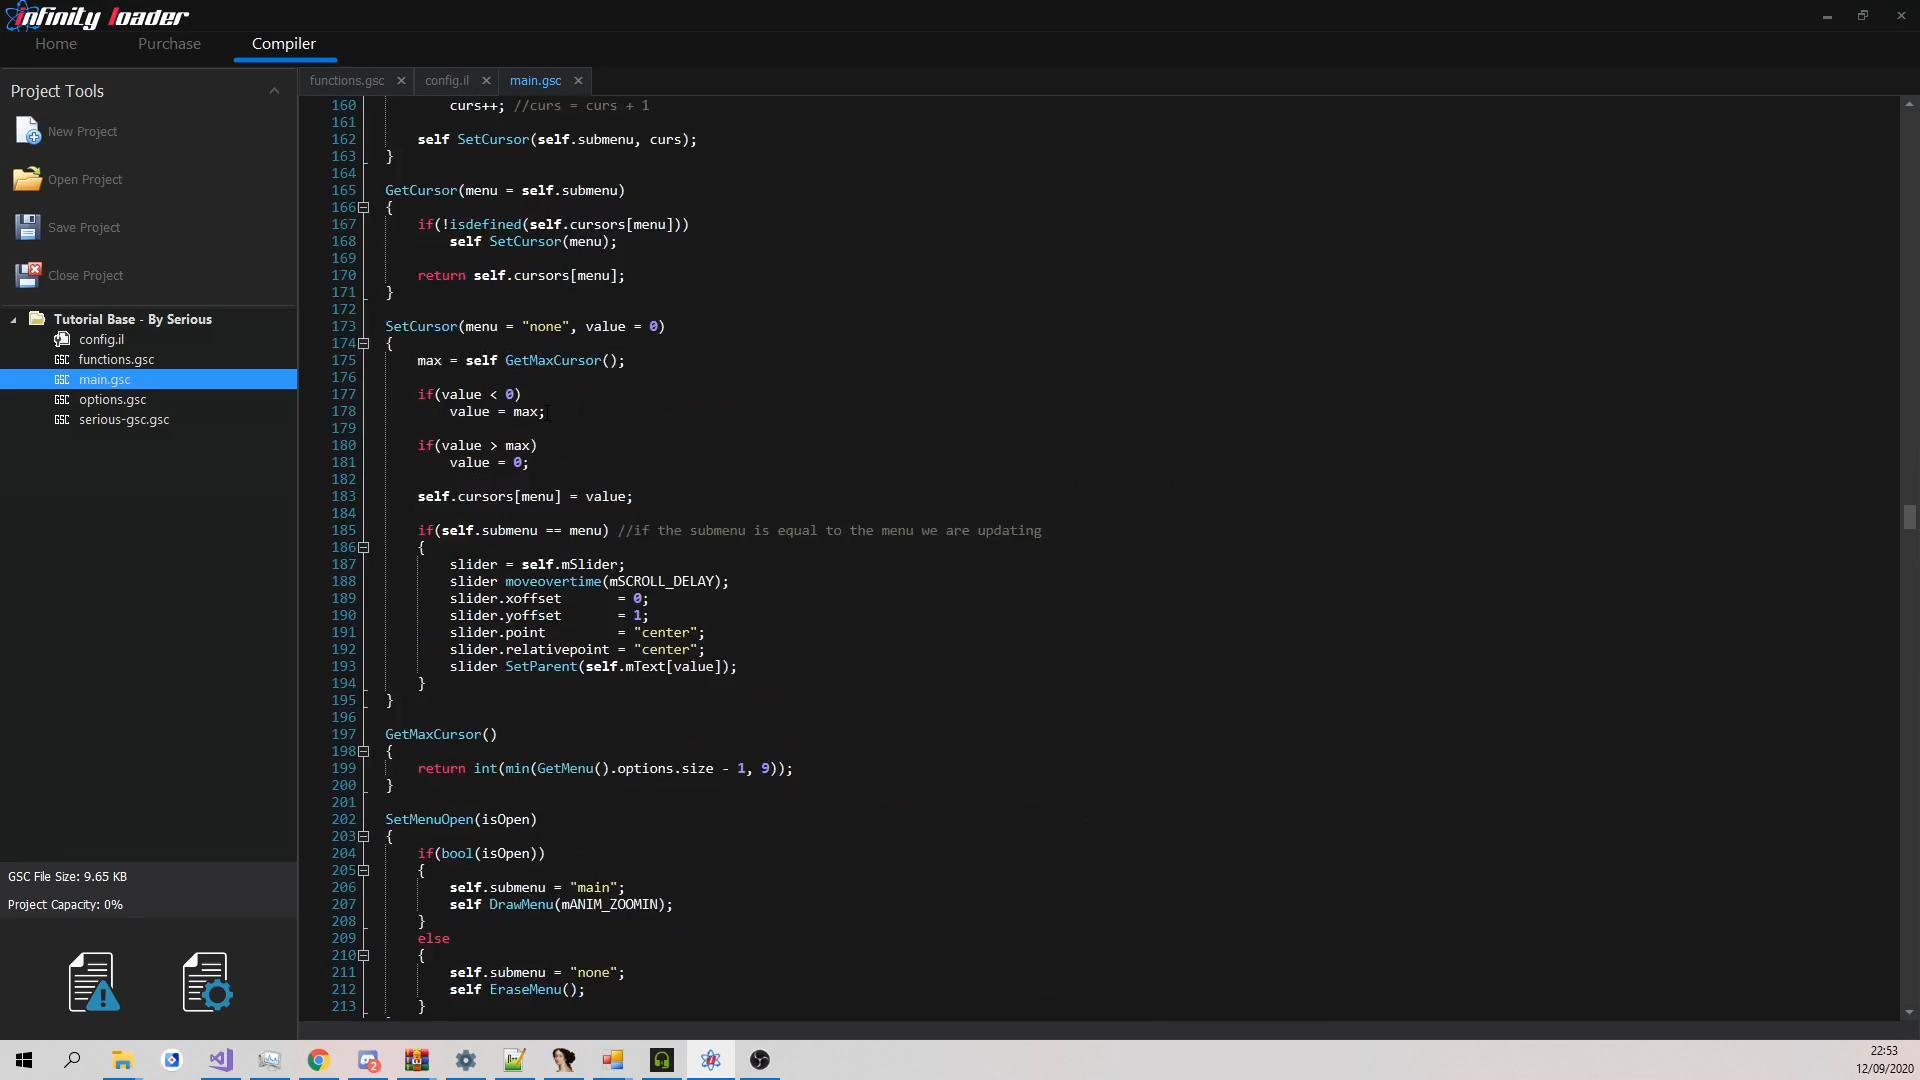 infinity loader
Home
Purchase
Compiler
Project Tools
New Project
Open Project
Save Project
Close Project
Tutorial Base - By Serious
config.il
functions.gsc
main.gsc
options.gsc
serious-gsc.gsc
GSC File Size: 9.65 KB
Project Capacity: 0%
functions.gsc
config.il
main.gsc
160 curs++; //curs = curs + 1
161
162 self SetCursor(self.submenu, curs);
163 }
164
165 GetCursor(menu = self.submenu)
166 {
167 if(!isdefined(self.cursors[menu]))
168 self SetCursor(menu);
169
170 return self.cursors[menu];
171 }
172
173 SetCursor(menu = "none", value = 0)
174 {
175 max = self GetMaxCursor();
176
177 if(value < 0)
178 value = max;
179
180 if(value > max)
181 value = 0;
182
183 self.cursors[menu] = value;
184
185 if(self.submenu == menu) //if the submenu is equal to the menu we are updating
186 {
187 slider = self.mSlider;
188 slider moveovertime(mSCROLL_DELAY);
189 slider.xoffset = 0;
190 slider.yoffset = 1;
191 slider.point = "center";
192 slider.relativepoint = "center";
193 slider SetParent(self.mText[value]);
194 }
195 }
196
197 GetMaxCursor()
198 {
199 return int(min(GetMenu().options.size - 1, 9));
200 }
201
202 SetMenuOpen(isOpen)
203 {
204 if(bool(isOpen))
205 {
206 self.submenu = "main";
207 self DrawMenu(mANIM_ZOOMIN);
208 }
209 else
210 {
211 self.submenu = "none";
212 self EraseMenu();
213 }
2
22:53
12/09/2020